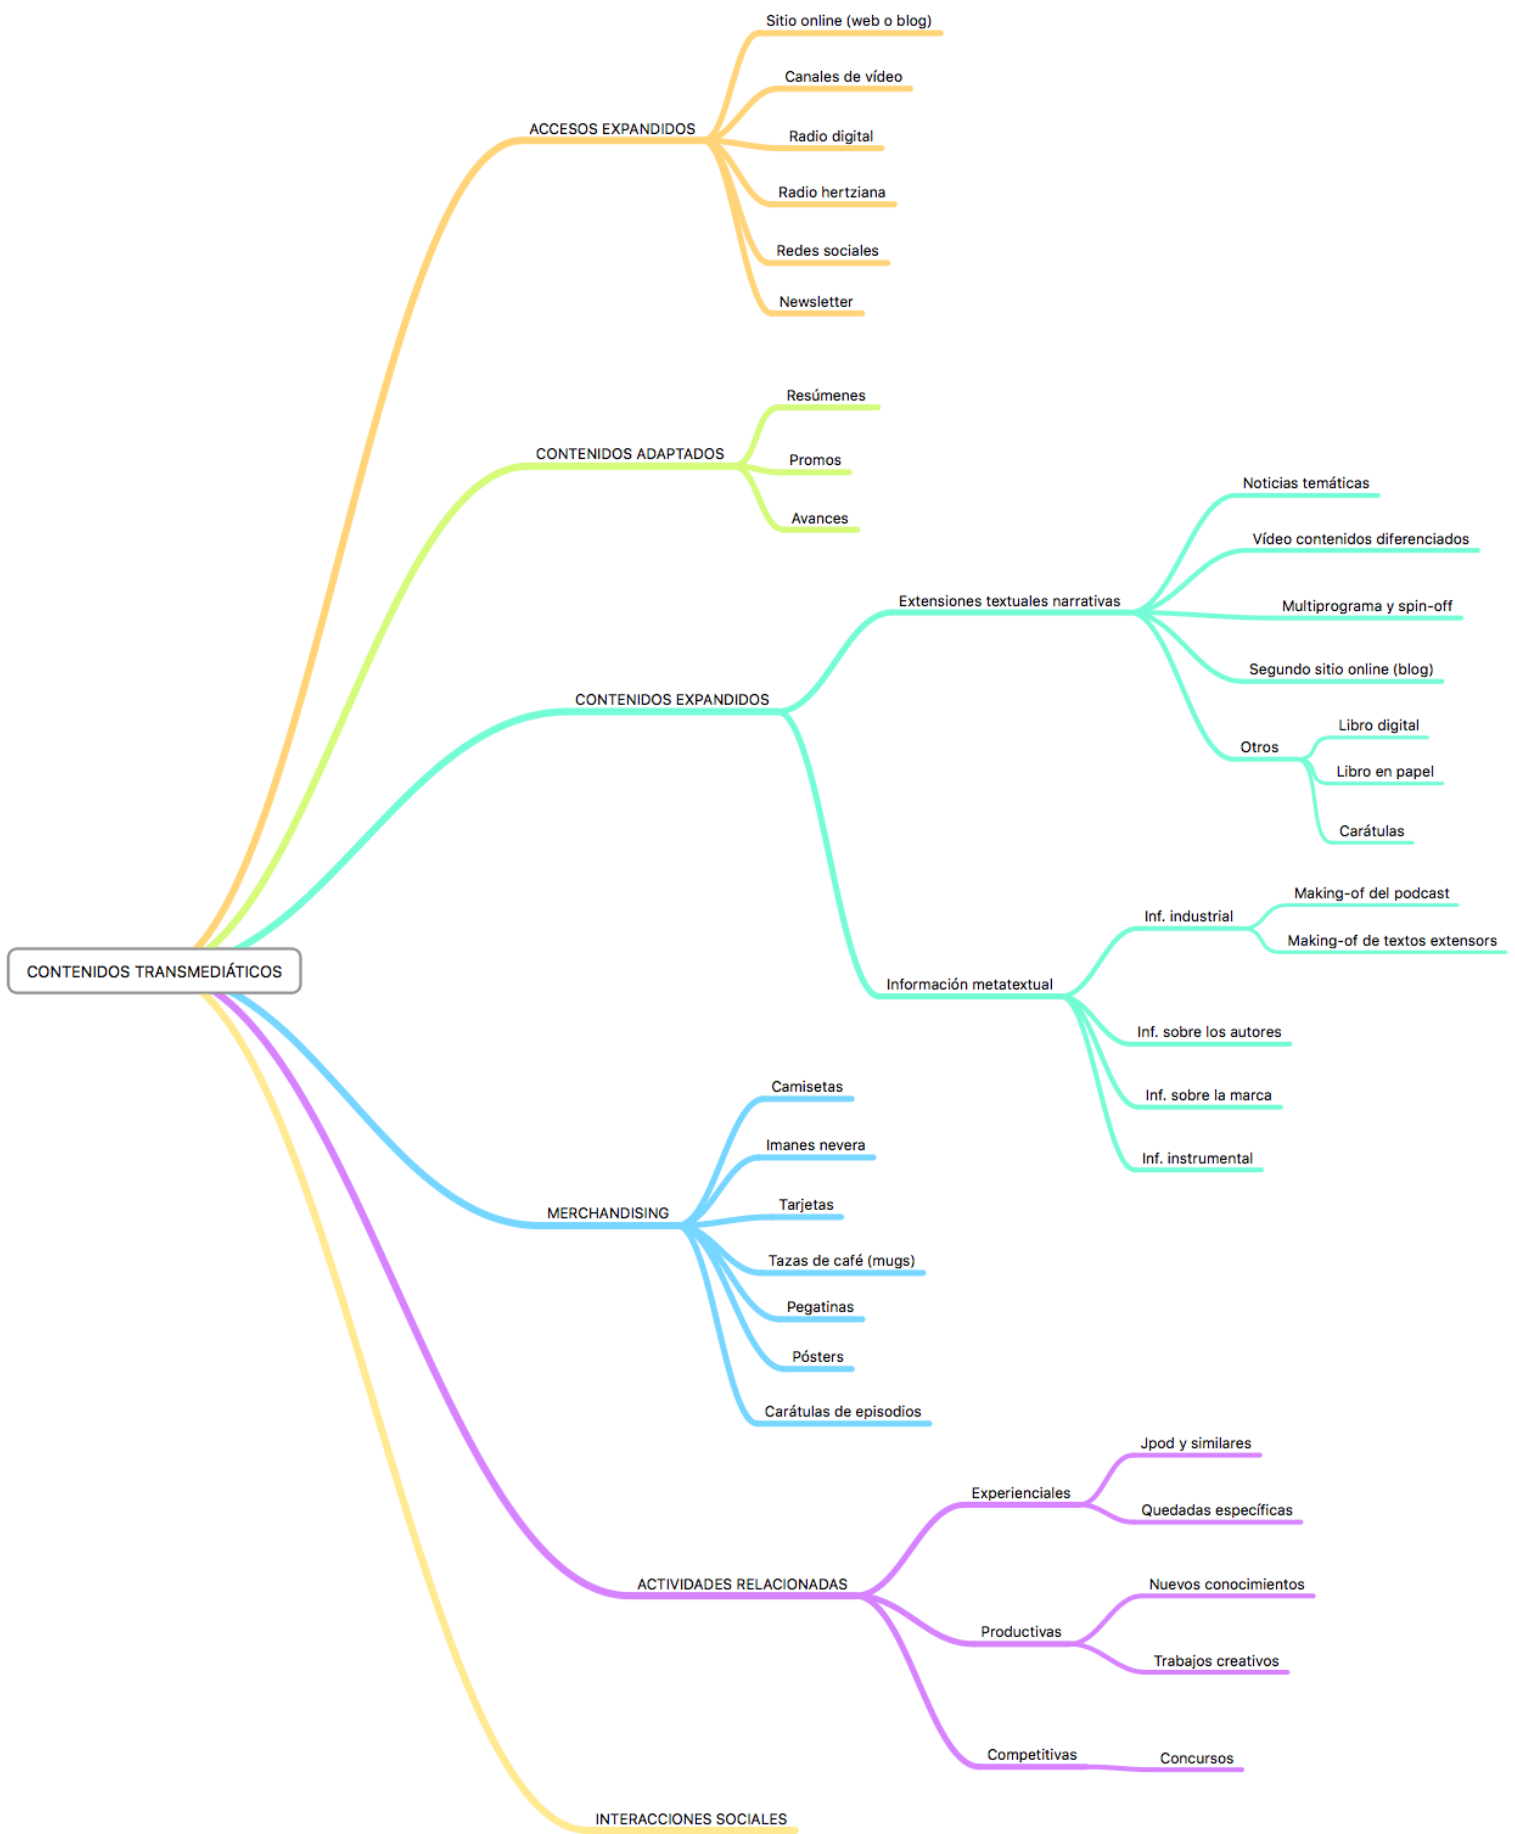 Sitio online (web o blog)
Canales de vídeo
ACCESOS EXPANDIDOS
Radio digital
Radio hertziana
Redes sociales
Newsletter
Resúmenes
CONTENIDOS ADAPTADOS
Promos
Avances
Noticias temáticas
Vídeo contenidos diferenciados
Extensiones textuales narrativas
Multiprograma y spin-off
Segundo sitio online (blog)
CONTENIDOS EXPANDIDOS
Otros
Libro digital
Libro en papel
Carátulas
Making-of del podcast
Inf. industrial
Making-of de textos extensors
CONTENIDOS TRANSMEDIÁTICOS
Información metatextual
Inf. sobre los autores
Inf. sobre la marca
Inf. instrumental
Camisetas
Imanes nevera
Tarjetas
MERCHANDISING
Tazas de café (mugs)
Pegatinas
Pósters
Carátulas de episodios
Jpod y similares
Experienciales
Quedadas específicas
ACTIVIDADES RELACIONADAS
Nuevos conocimientos
Productivas
Trabajos creativos
Competitivas
Concursos
INTERACCIONES SOCIALES